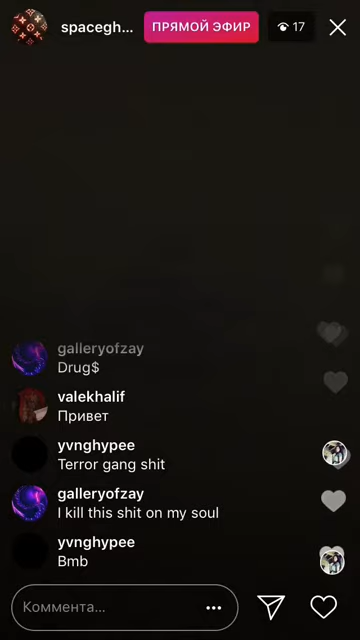 spacegh...
ПРЯМОЙ ЭФИР
17
galleryofzay
Drug$
valekhalif
Привет
yvnghypee
Terror gang shit
galleryofzay
I kill this shit on my soul
yvnghypee
Bmb
Коммента...